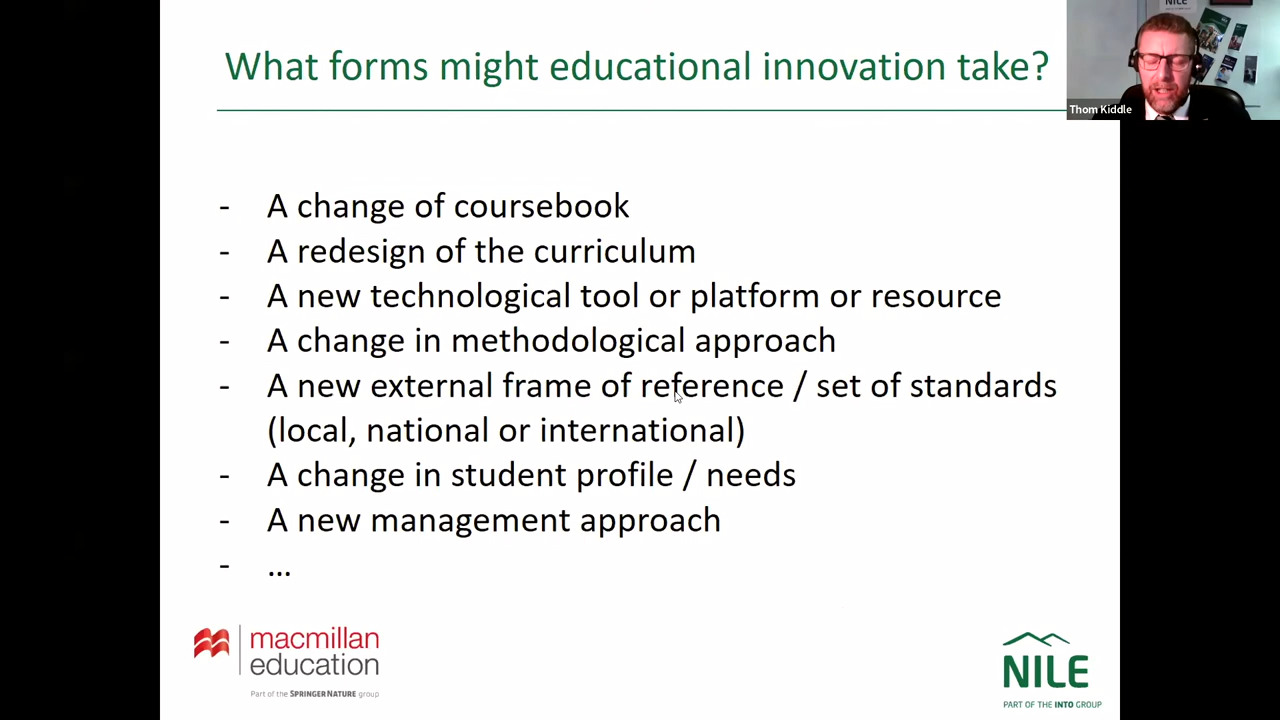 What forms might educational innovation take?
NILE
Thom Kiddle
- A change of coursebook
- A redesign of the curriculum
- A new technological tool or platform or resource
- A change in methodological approach
- A new external frame of reference / set of standards
(local, national or international)
- A change in student profile / needs
- A new management approach
- …
macmillan
education
Part of the SPRINGER NATURE group
NILE
PART OF THE INTO GROUP